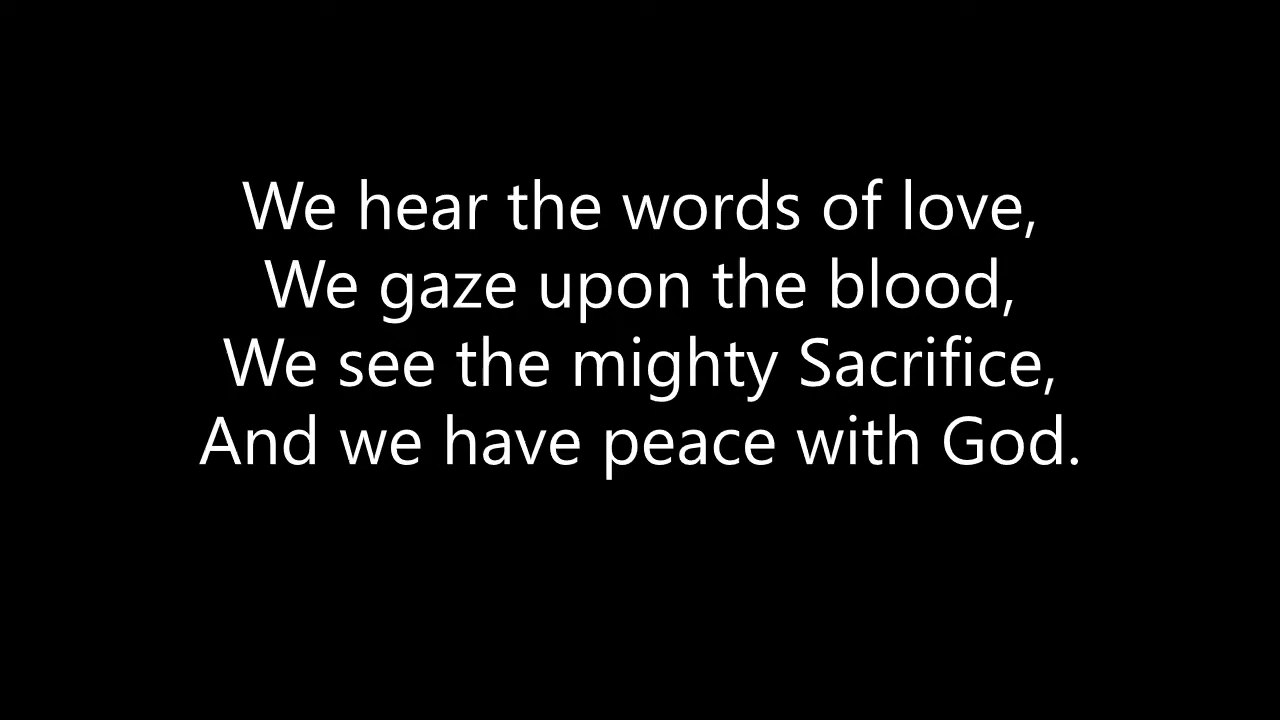 We hear the words of love,
We gaze upon the blood,
We see the mighty Sacrifice,
And we have peace with God.